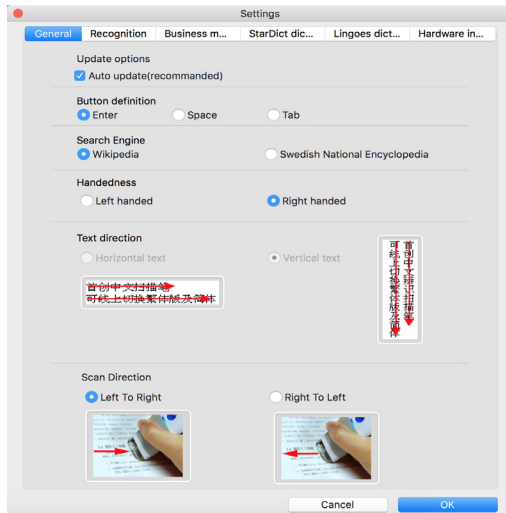 Settings
General Recognition Business m... StarDict dic... Lingoes dict... Hardware in...
Update options
Auto update(recommanded)
Button definition
Enter Space Tab
Search Engine
Wikipedia Swedish National Encyclopedia
Handedness
Left handed Right handed
Text direction
Horizontal text Vertical text
首创中文扫描笔
可线上切换繁体版及简体
首创中文辨识扫描笔
可线上切换繁体版及简体
Scan Direction
Left To Right Right To Left
Cancel OK